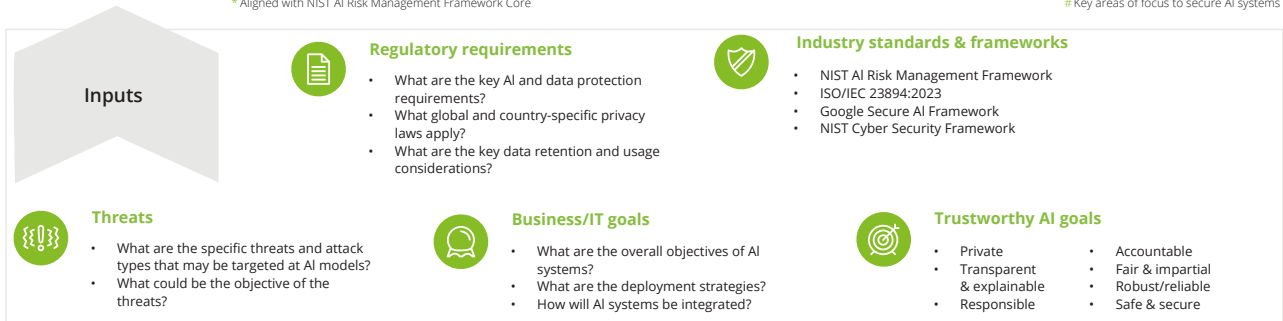 * Aligned with NIST AI Risk Management Framework Core
# Key areas of focus to secure AI systems
Inputs
Regulatory requirements
• What are the key AI and data protection
requirements?
• What global and country-specific privacy
laws apply?
• What are the key data retention and usage
considerations?
Industry standards & frameworks
• NIST AI Risk Management Framework
• ISO/IEC 23894:2023
• Google Secure AI Framework
• NIST Cyber Security Framework
Threats
• What are the specific threats and attack
types that may be targeted at AI models?
• What could be the objective of the
threats?
Business/IT goals
• What are the overall objectives of AI
systems?
• What are the deployment strategies?
• How will AI systems be integrated?
Trustworthy AI goals
• Private
• Transparent
& explainable
• Responsible
• Accountable
• Fair & impartial
• Robust/reliable
• Safe & secure